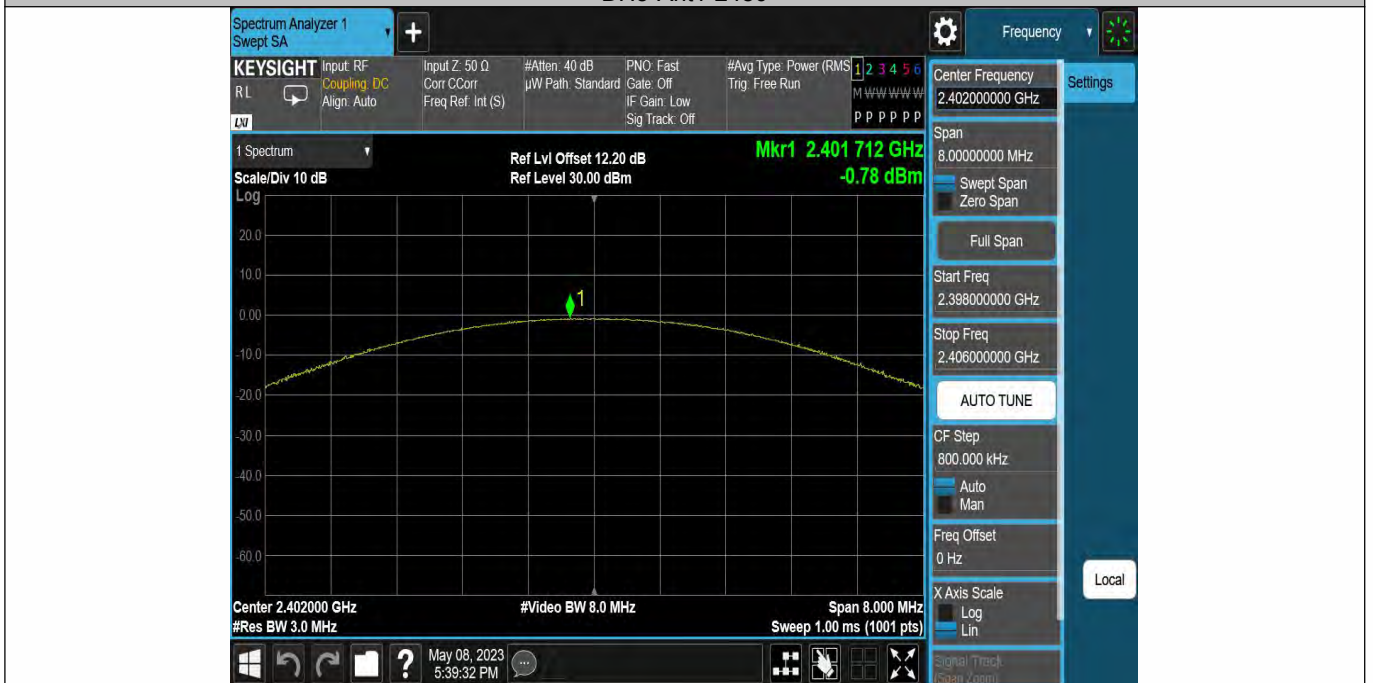 Spectrum Analyzer 1
Swept SA
+
Frequency
KEYSIGHT
RL
LXI
Input: RF
Coupling: DC
Align: Auto
Input Z: 50 Ω
Corr CCorr
Freq Ref: Int (S)
#Atten: 40 dB
µW Path: Standard
PNO: Fast
Gate: Off
IF Gain: Low
Sig Track: Off
#Avg Type: Power (RMS
Trig: Free Run
1 2 3 4 5 6
M W W W W W
P P P P P P
1 Spectrum
Scale/Div 10 dB
Ref Lvl Offset 12.20 dB
Ref Level 30.00 dBm
Mkr1 2.401 712 GHz
-0.78 dBm
Log
20.0
10.0
0.00
-10.0
-20.0
-30.0
-40.0
-50.0
-60.0
1
Center 2.402000 GHz
#Res BW 3.0 MHz
#Video BW 8.0 MHz
Span 8.000 MHz
Sweep 1.00 ms (1001 pts)
May 08, 2023
5:39:32 PM
Center Frequency
2.402000000 GHz
Settings
Span
8.00000000 MHz
Swept Span
Zero Span
Full Span
Start Freq
2.398000000 GHz
Stop Freq
2.406000000 GHz
AUTO TUNE
CF Step
800.000 kHz
Auto
Man
Freq Offset
0 Hz
X Axis Scale
Log
Lin
Local
Signal Track
(Span Zoom)